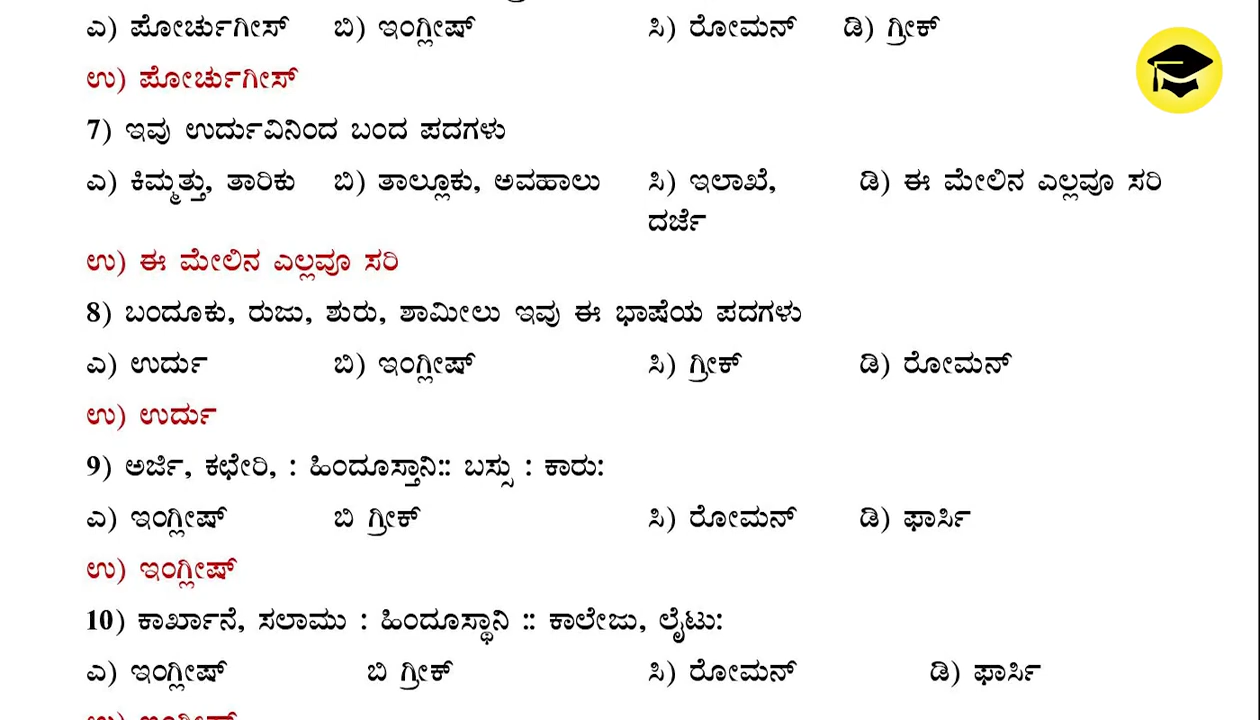 ಎ) ಪೋರ್ಚುಗೀಸ್ ಬಿ) ಇಂಗ್ಲೀಷ್ ಸಿ) ರೋಮನ್ ಡಿ) ಗ್ರೀಕ್
ಉ) ಪೋರ್ಚುಗೀಸ್
7) ಇವು ಉರ್ದುವಿನಿಂದ ಬಂದ ಪದಗಳು
ಎ) ಕಿಮ್ಮತ್ತು, ತಾರಿಕು ಬಿ) ತಾಲ್ಲೂಕು, ಅವಹಾಲು ಸಿ) ಇಲಾಖೆ, ಡಿ) ಈ ಮೇಲಿನ ಎಲ್ಲವೂ ಸರಿ
ದರ್ಜೆ
ಉ) ಈ ಮೇಲಿನ ಎಲ್ಲವೂ ಸರಿ
8) ಬಂದೂಕು, ರುಜು, ಶುರು, ಶಾಮೀಲು ಇವು ಈ ಭಾಷೆಯ ಪದಗಳು
ಎ) ಉರ್ದು ಬಿ) ಇಂಗ್ಲೀಷ್ ಸಿ) ಗ್ರೀಕ್ ಡಿ) ರೋಮನ್
ಉ) ಉರ್ದು
9) ಅರ್ಜಿ, ಕಛೇರಿ, : ಹಿಂದೂಸ್ತಾನಿ:: ಬಸ್ಸು : ಕಾರು:
ಎ) ಇಂಗ್ಲೀಷ್ ಬಿ ಗ್ರೀಕ್ ಸಿ) ರೋಮನ್ ಡಿ) ಫಾರ್ಸಿ
ಉ) ಇಂಗ್ಲೀಷ್
10) ಕಾರ್ಖಾನೆ, ಸಲಾಮು : ಹಿಂದೂಸ್ಥಾನಿ :: ಕಾಲೇಜು, ಲೈಟು:
ಎ) ಇಂಗ್ಲೀಷ್ ಬಿ ಗ್ರೀಕ್ ಸಿ) ರೋಮನ್ ಡಿ) ಫಾರ್ಸಿ
ಉ) ಇಂಗ್ಲೀಷ್